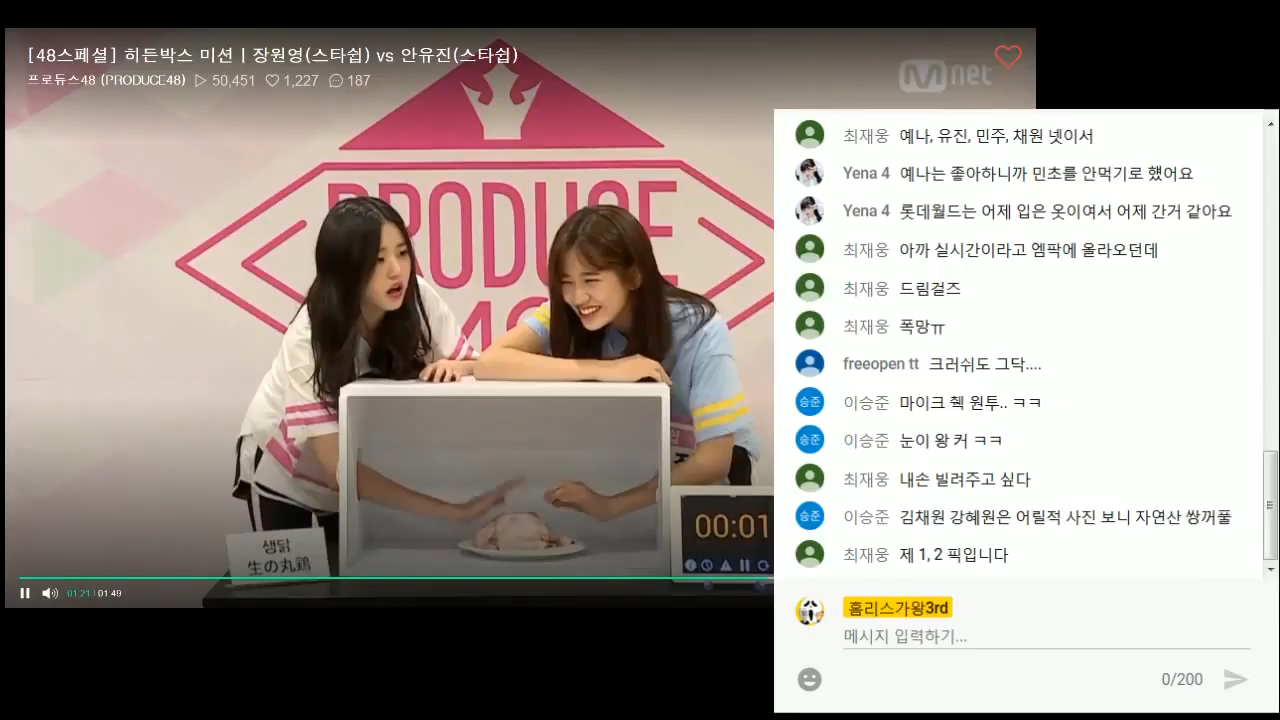 [48스페셜] 히든박스 미션 | 장원영(스타쉽) vs 안유진(스타쉽)
프로듀스48 (PRODUCE48) 50,451 1,227 187
Mnet
PRODUCE
48
생닭
生の丸鶏
00:01
01:21 | 01:49
최재웅 예나, 유진, 민주, 채원 넷이서
Yena 4 예나는 좋아하니까 민초를 안먹기로 했어요
Yena 4 롯데월드는 어제 입은 옷이여서 어제 간거 같아요
최재웅 아까 실시간이라고 엠팍에 올라오던데
최재웅 드림걸즈
최재웅 폭망ㅠ
freeopen tt 크러쉬도 그닥....
승준 이승준 마이크 췍 원투.. ㅋㅋ
승준 이승준 눈이 왕 커 ㅋㅋ
최재웅 내손 빌려주고 싶다
승준 이승준 김채원 강혜원은 어릴적 사진 보니 자연산 쌍꺼풀
최재웅 제 1, 2 픽입니다
홈리스가왕3rd
메시지 입력하기...
0/200